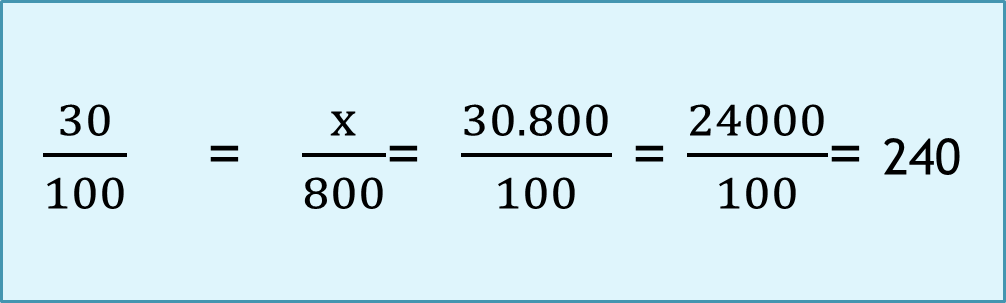 30/100 = x/800 = 30.800/100 = 24000/100 = 240